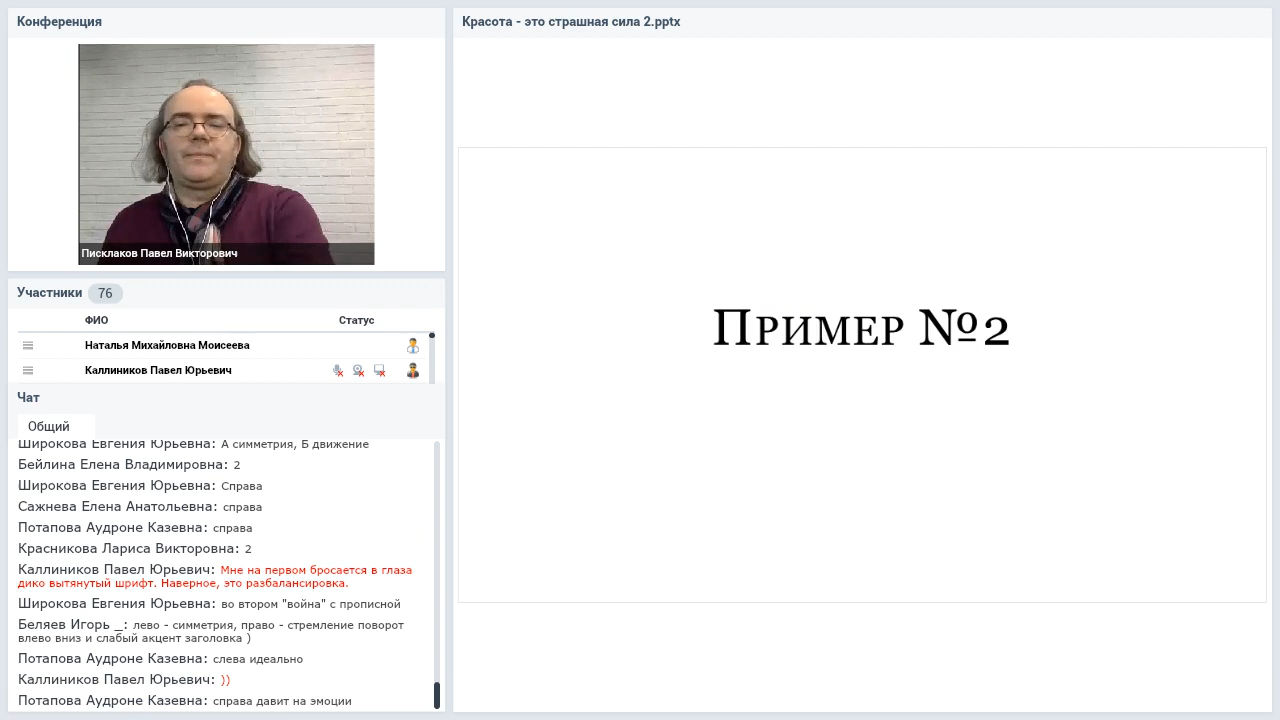 Конференция
Писклаков Павел Викторович
Участники 76
ФИО Статус
Наталья Михайловна Моисеева
Каллиников Павел Юрьевич
Чат
Общий
Широкова Евгения Юрьевна: А симметрия, Б движение
Бейлина Елена Владимировна: 2
Широкова Евгения Юрьевна: Справа
Сажнева Елена Анатольевна: справа
Потапова Аудроне Казевна: справа
Красникова Лариса Викторовна: 2
Каллиников Павел Юрьевич: Мне на первом бросается в глаза
дико вытянутый шрифт. Наверное, это разбалансировка.
Широкова Евгения Юрьевна: во втором "война" с прописной
Беляев Игорь _: лево - симметрия, право - стремление поворот
влево вниз и слабый акцент заголовка )
Потапова Аудроне Казевна: слева идеально
Каллиников Павел Юрьевич: ))
Потапова Аудроне Казевна: справа давит на эмоции
Красота - это страшная сила 2.pptx
Пример №2